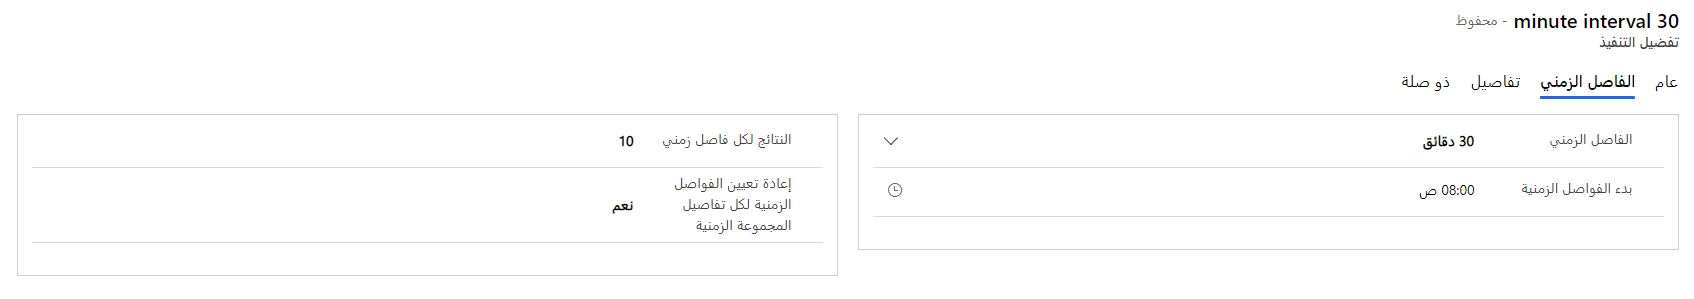 30 minute interval - محفوظ
تفضيل التنفيذ
عام الفاصل الزمني تفاصيل ذو صلة
الفاصل الزمني 30 دقائق
بدء الفواصل الزمنية 08:00 ص
النتائج لكل فاصل زمني 10
إعادة تعيين الفواصل
الزمنية لكل تفاصيل نعم
المجموعة الزمنية